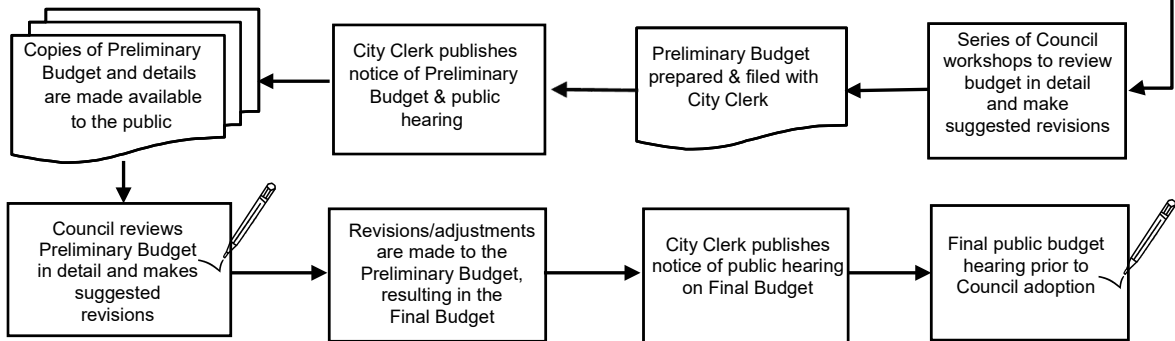 Copies of Preliminary
Budget and details
are made available
to the public
City Clerk publishes
notice of Preliminary
Budget & public
hearing
Preliminary Budget
prepared & filed with
City Clerk
Series of Council
workshops to review
budget in detail
and make
suggested revisions
Council reviews
Preliminary Budget
in detail and makes
suggested
revisions
Revisions/adjustments
are made to the
Preliminary Budget,
resulting in the
Final Budget
City Clerk publishes
notice of public hearing
on Final Budget
Final public budget
hearing prior to
Council adoption